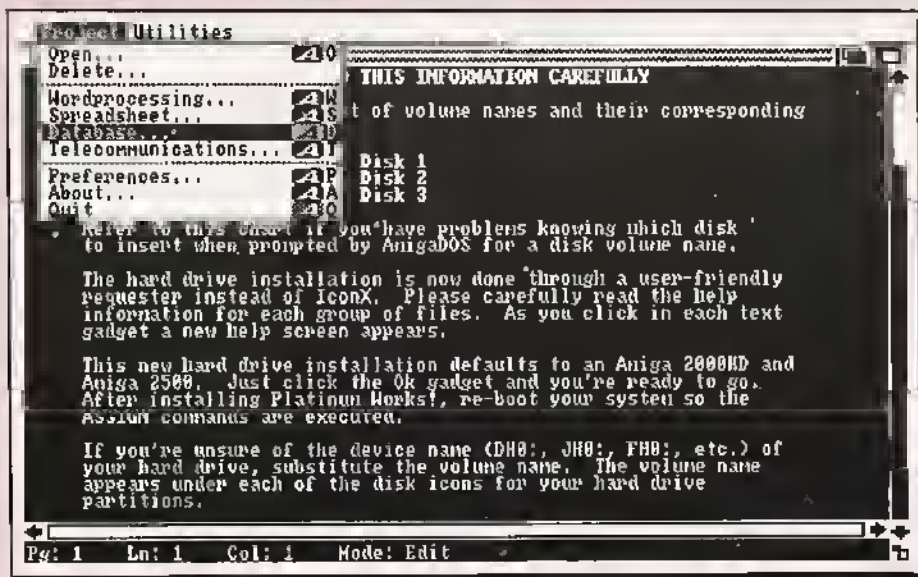 Project Utilities
Open... A O
Delete...
THIS INFORMATION CAREFULLY
Wordprocessing... A W
Spreadsheet... A S
st of volume names and their corresponding
Database... A D
Telecommunications... A T
Disk 1
Preferences... A P
Disk 2
About... A A
Disk 3
Quit A Q
Refer to this chart if you have problems knowing which disk
to insert when prompted by AmigaDOS for a disk volume name.
The hard drive installation is now done through a user-friendly
requester instead of IconX. Please carefully read the help
information for each group of files. As you click in each text
gadget a new help screen appears.
This new hard drive installation defaults to an Amiga 2000HD and
Amiga 2500. Just click the Ok gadget and you're ready to go.
After installing Platinum Works!, re-boot your system so the
ASSIGN commands are executed.
If you're unsure of the device name (DH0:, JH0:, FH0:, etc.) of
your hard drive, substitute the volume name. The volume name
appears under each of the disk icons for your hard drive
partitions.
Pg: 1 Ln: 1 Col: 1 Mode: Edit